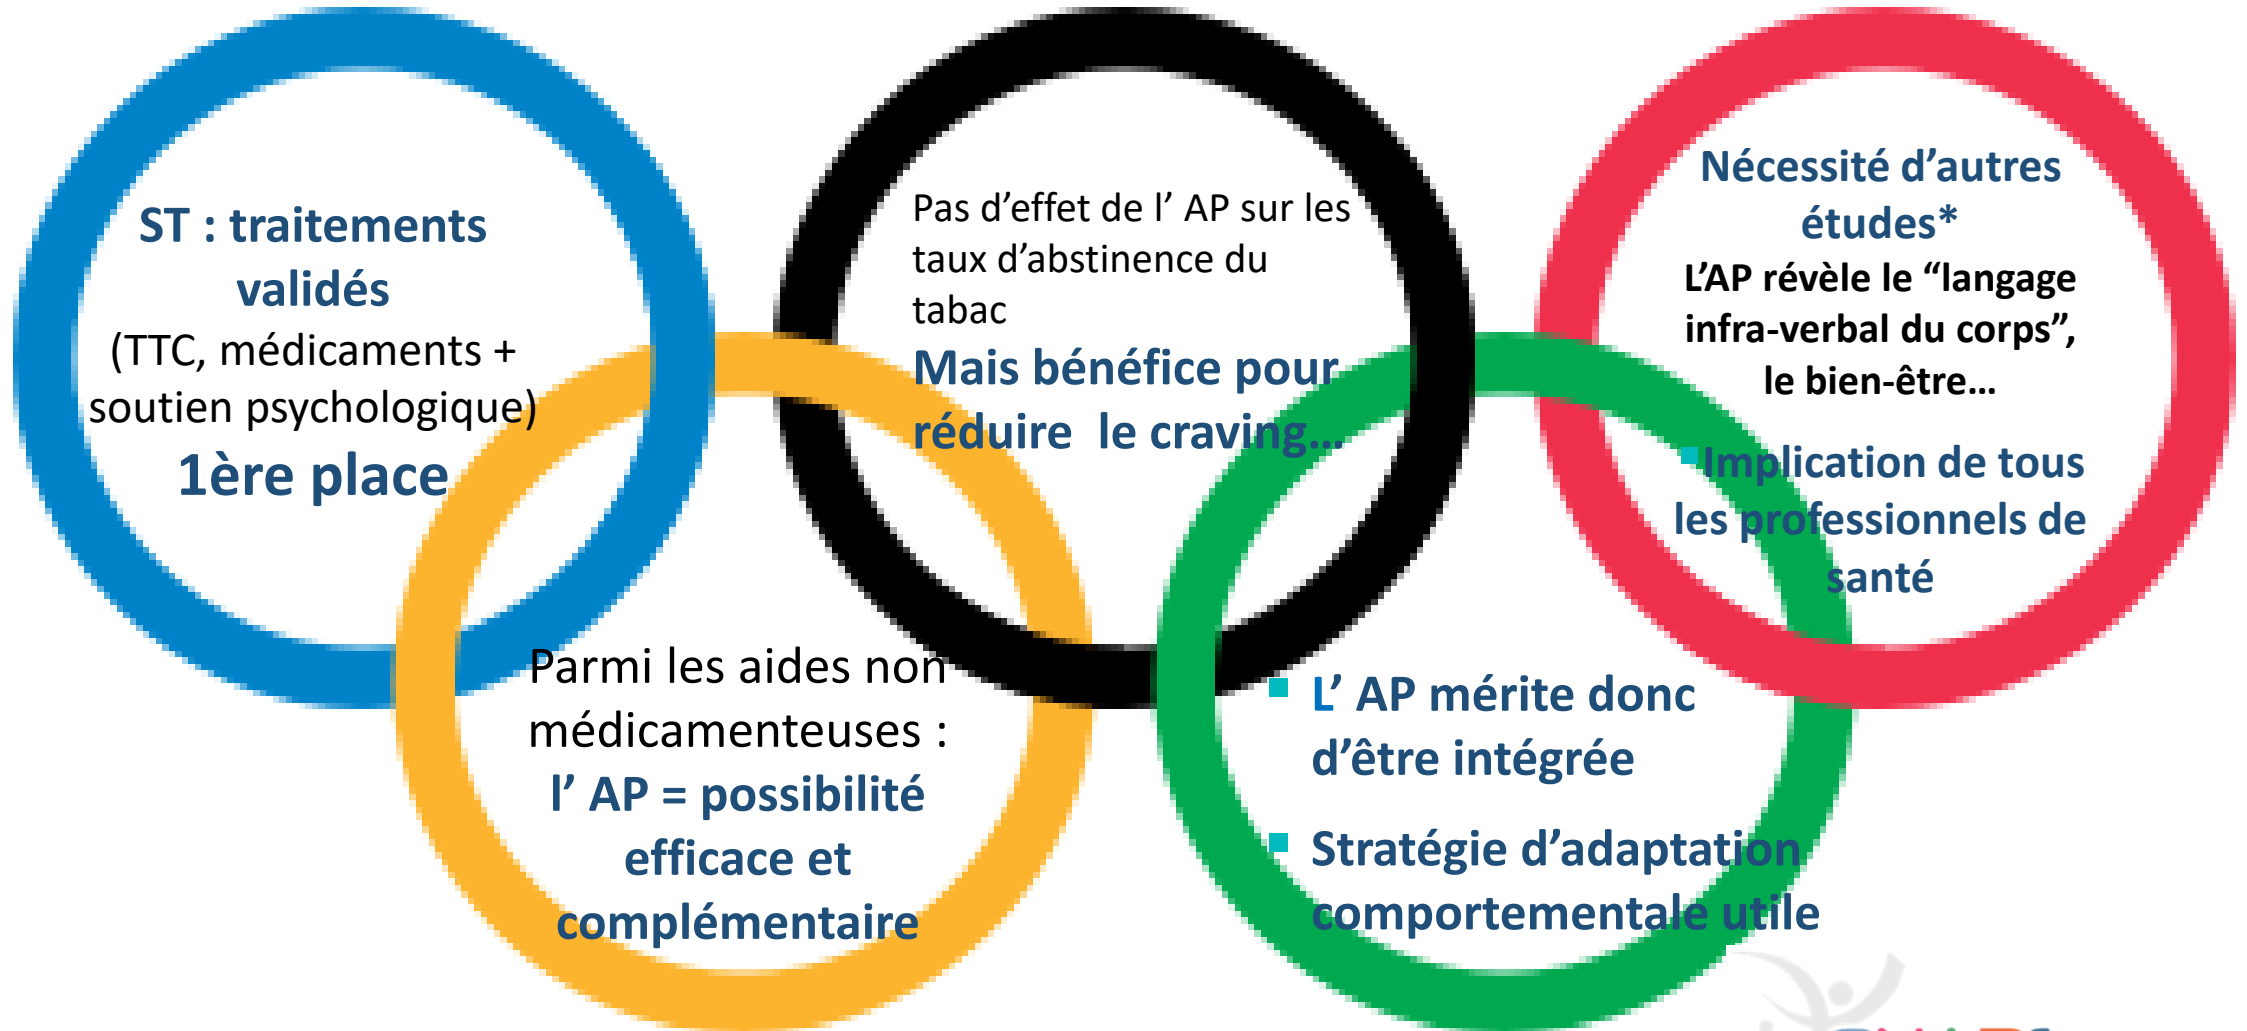 ST : traitements
validés
(TTC, médicaments +
soutien psychologique)
1ère place
Parmi les aides non
médicamenteuses :
l’ AP = possibilité
efficace et
complémentaire
Pas d’effet de l’ AP sur les
taux d’abstinence du
tabac
Mais bénéfice pour
réduire le craving...
▪ L’ AP mérite donc
d’être intégrée
▪ Stratégie d’adaptation
comportementale utile
Nécessité d’autres
études*
L’AP révèle le “langage
infra-verbal du corps”,
le bien-être...
▪Implication de tous
les professionnels de
santé